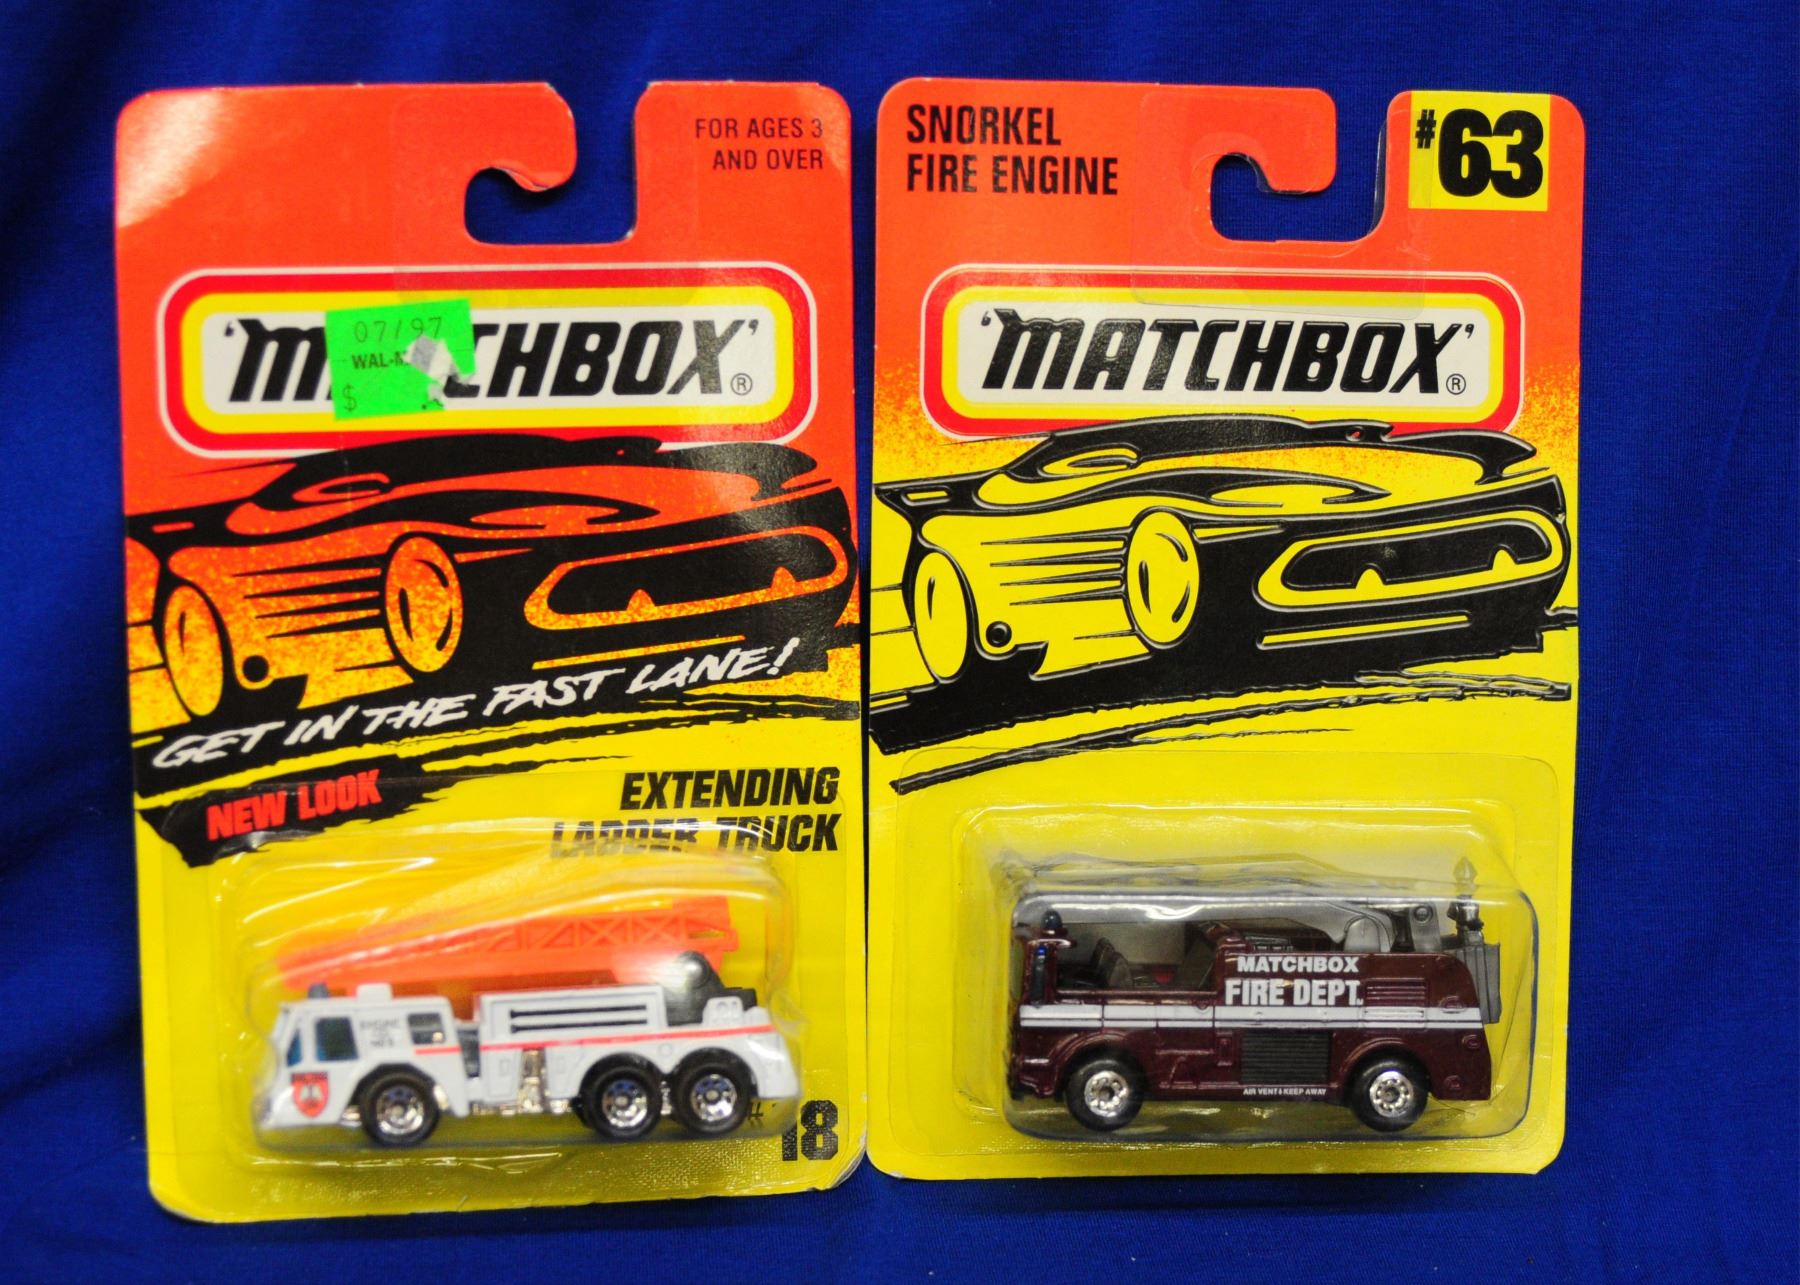 FOR AGES 3
AND OVER
'MATCHBOX'®
07/97
WAL-M
$
GET IN THE FAST LANE!
NEW LOOK
EXTENDING
LADDER TRUCK
#18
SNORKEL
FIRE ENGINE
#63
'MATCHBOX'®
MATCHBOX
FIRE DEPT.
AIR VENT & KEEP AWAY